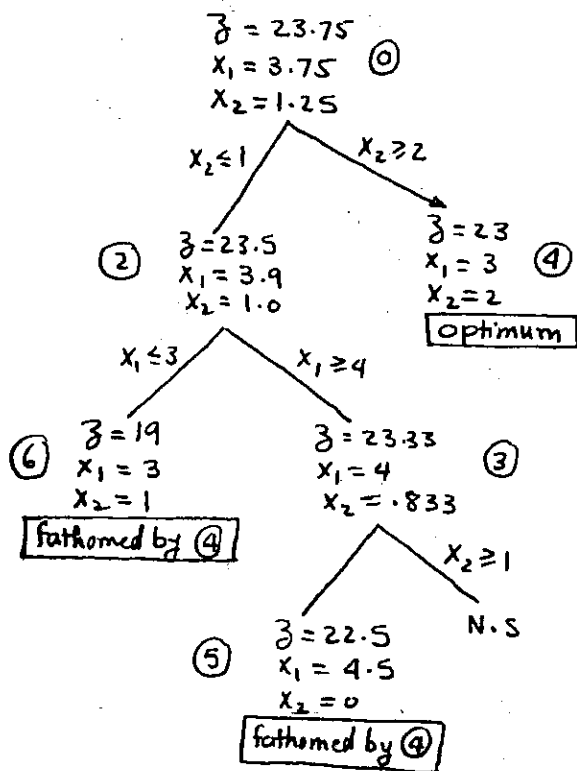 z = 23.75
x₁ = 3.75
x₂ = 1.25
0
x₂ ≤ 1
x₂ ≥ 2
2
z = 23.5
x₁ = 3.9
x₂ = 1.0
z = 23
x₁ = 3
x₂ = 2
4
optimum
x₁ ≤ 3
x₁ ≥ 4
6
z = 19
x₁ = 3
x₂ = 1
fathomed by 4
z = 23.33
x₁ = 4
x₂ = .833
3
x₂ ≥ 1
N.S
5
z = 22.5
x₁ = 4.5
x₂ = 0
fathomed by 4